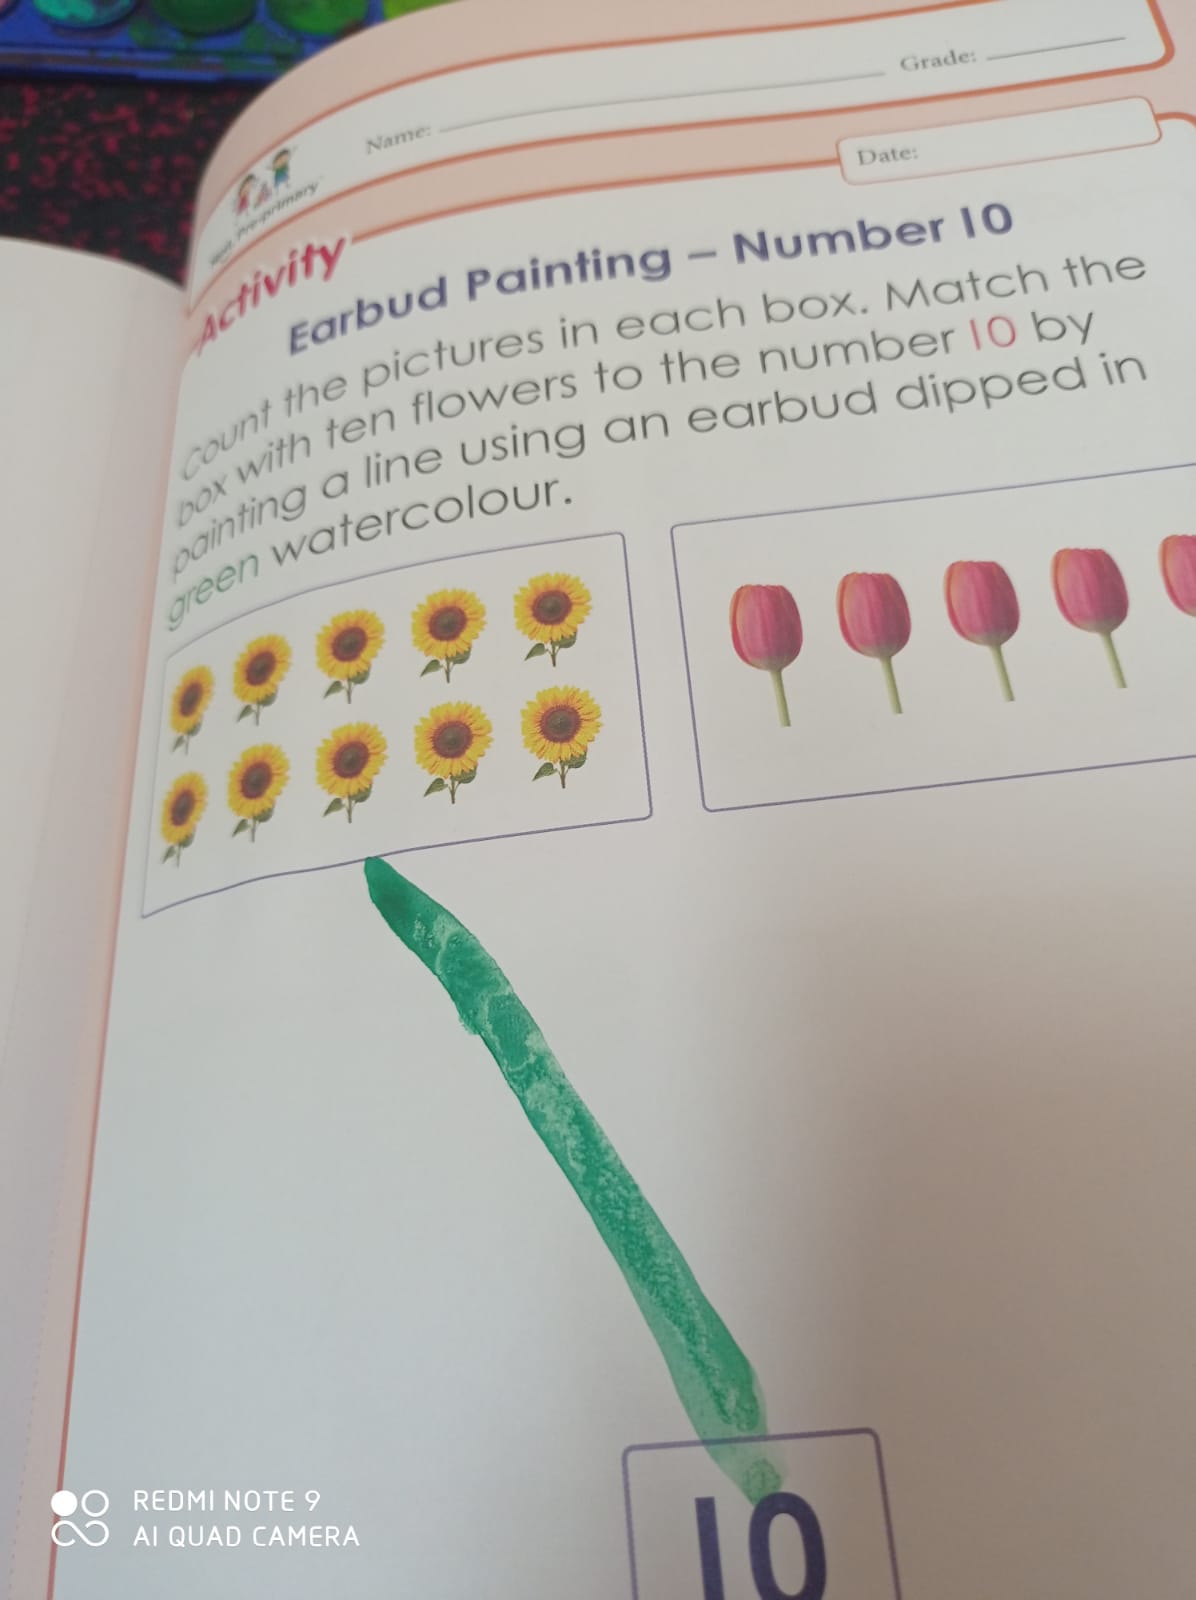 Name:
Grade:
Date:
Pre-primary
Activity
Earbud Painting – Number 10
Count the pictures in each box. Match the
box with ten flowers to the number 10 by
painting a line using an earbud dipped in
green watercolour.
10
REDMI NOTE 9
AI QUAD CAMERA